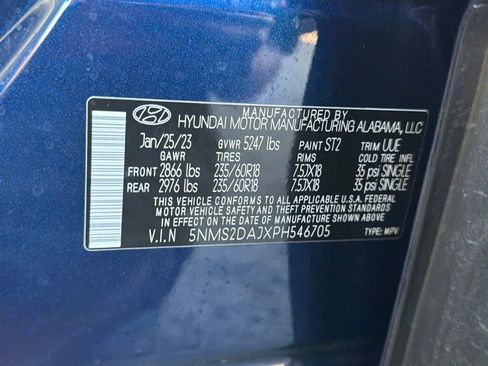 MANUFACTURED BY
HYUNDAI MOTOR MANUFACTURING ALABAMA, LLC
Jan/25/23 GVWR 5247 lbs PAINT ST2 TRIM UUE
GAWR TIRES RIMS COLD TIRE INFL.
FRONT 2866 lbs 235/60R18 7.5JX18 35 psi SINGLE
REAR 2976 lbs 235/60R18 7.5JX18 35 psi SINGLE
THIS VEHICLE CONFORMS TO ALL APPLICABLE U.S.A. FEDERAL
MOTOR VEHICLE SAFETY AND THEFT PREVENTION STANDARDS
IN EFFECT ON THE DATE OF MANUFACTURE SHOWN ABOVE.
V.I.N 5NMS2DAJXPH546705 TYPE: MPV